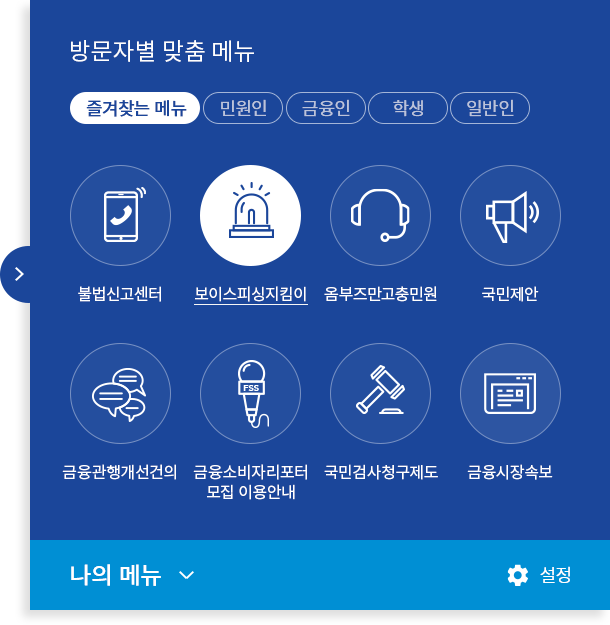 방문자별 맞춤 메뉴
즐겨찾는 메뉴 민원인 금융인 학생 일반인
불법신고센터 보이스피싱지킴이 옴부즈만고충민원 국민제안
FSS
금융관행개선건의 금융소비자리포터 국민검사청구제도 금융시장속보
모집 이용안내
나의 메뉴 설정